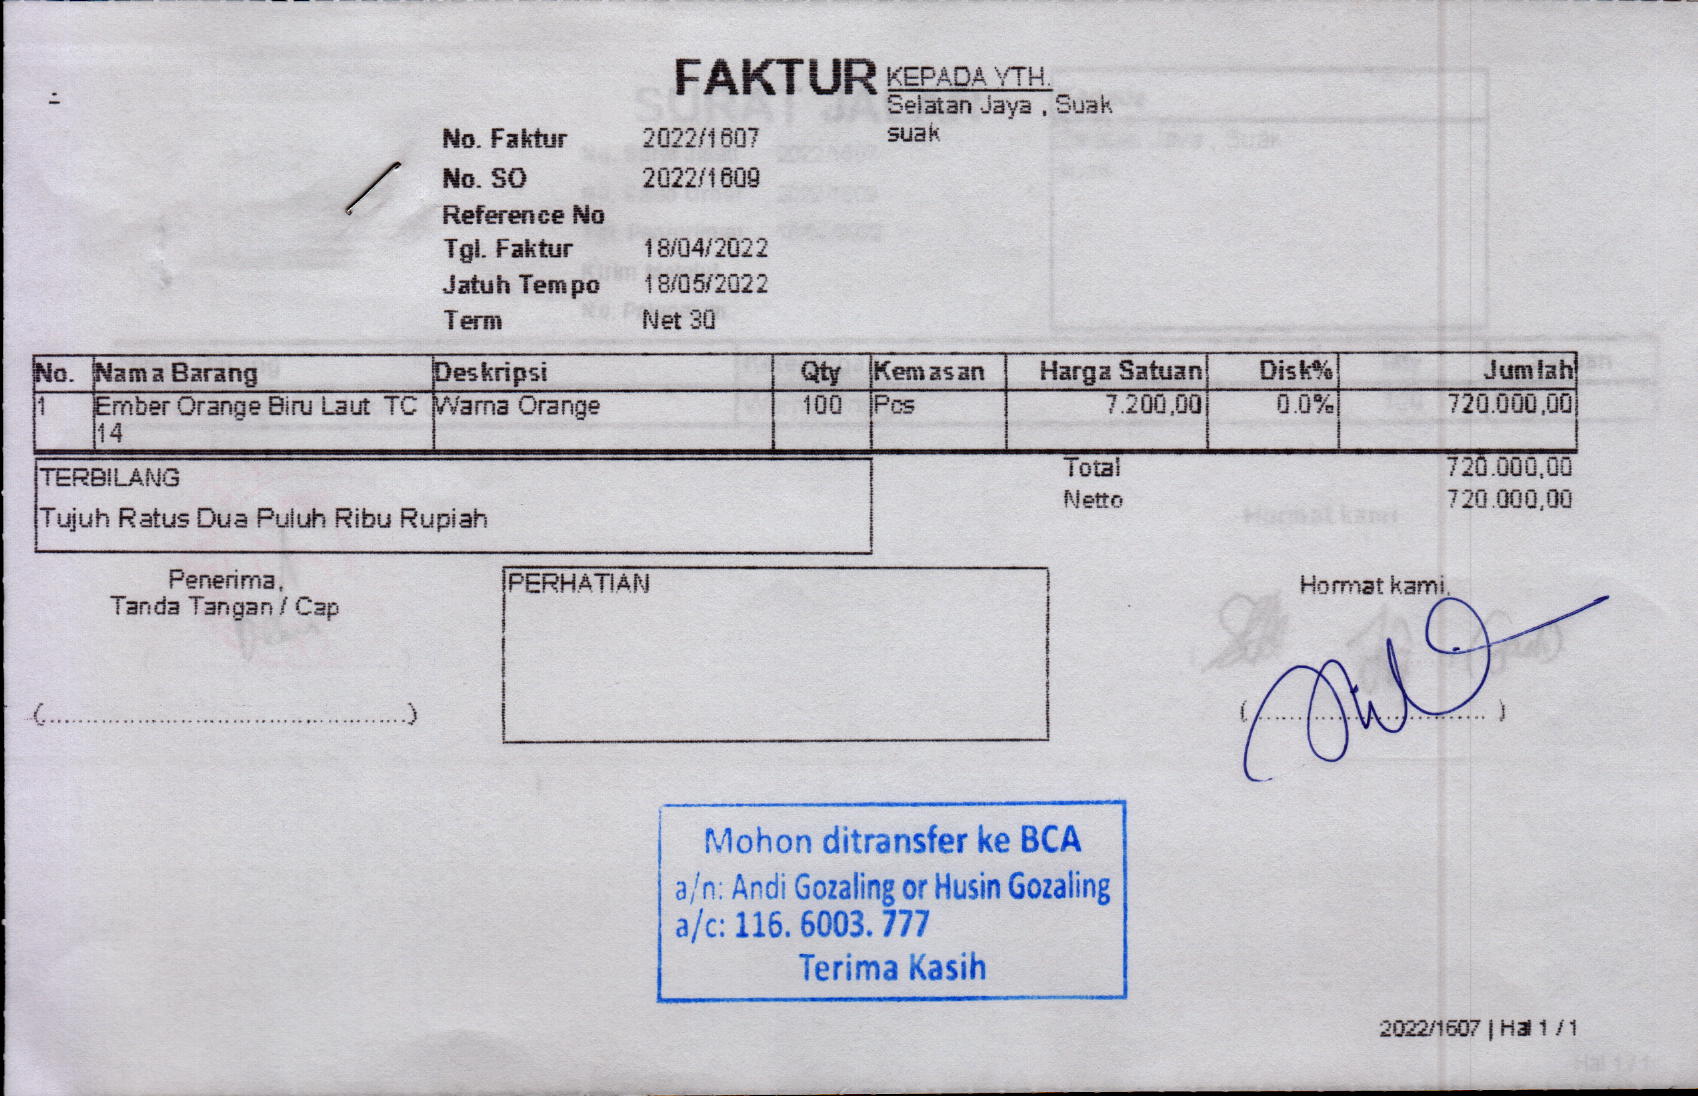 FAKTUR
KEPADA YTH.
Selatan Jaya , Suak
suak
No. Faktur 2022/1607
No. SO 2022/1609
Reference No
Tgl. Faktur 18/04/2022
Jatuh Tempo 18/05/2022
Term Net 30
No. Nama Barang Deskripsi Qty Kemasan Harga Satuan Disk% Jumlah
1 Ember Orange Biru Laut TC Warna Orange 100 Pcs 7.200,00 0.0% 720.000,00
14
TERBILANG
Tujuh Ratus Dua Puluh Ribu Rupiah
Total 720.000,00
Netto 720.000,00
Penerima,
Tanda Tangan / Cap
PERHATIAN
Hormat kami,
(........................................................)
(........................................)
Mohon ditransfer ke BCA
a/n: Andi Gozaling or Husin Gozaling
a/c: 116. 6003. 777
Terima Kasih
2022/1607 | Hal 1 / 1